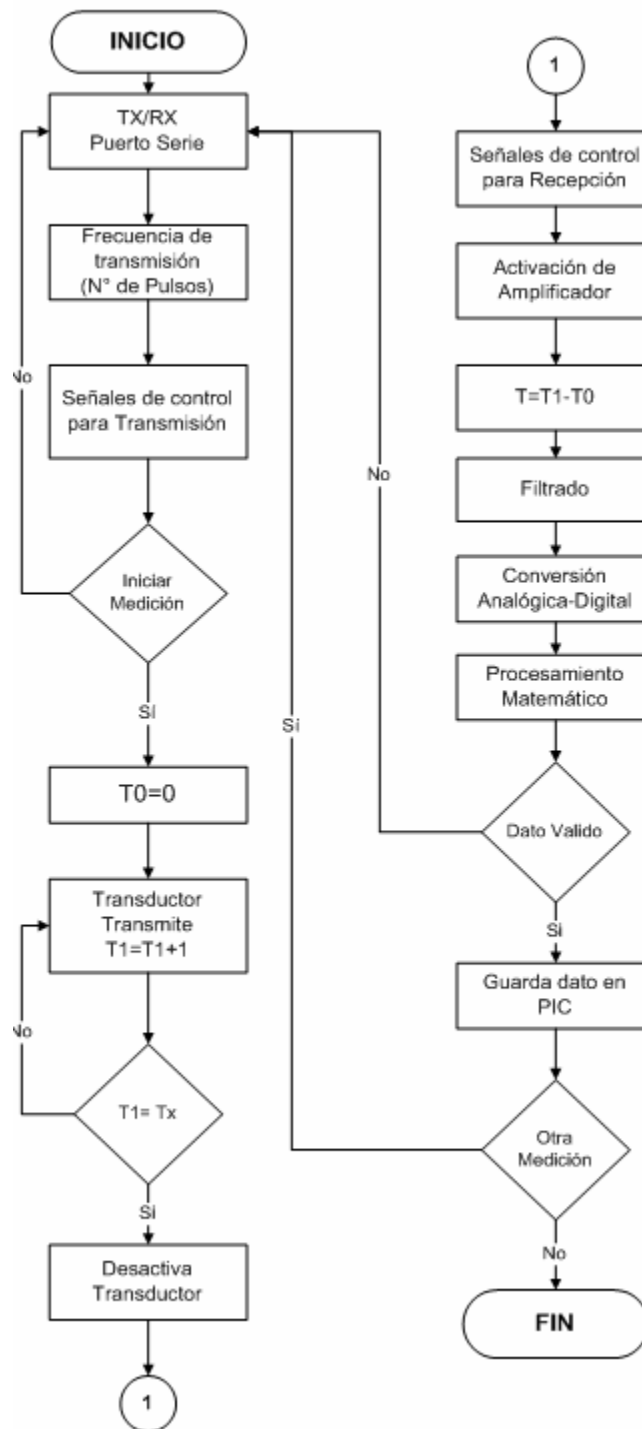 INICIO
TX/RX
Puerto Serie
Frecuencia de
transmisión
(N° de Pulsos)
No
Señales de control
para Transmisión
Iniciar
Medición
Sí
T0=0
Transductor
Transmite
T1=T1+1
No
T1= Tx
Si
Desactiva
Transductor
1
1
Señales de control
para Recepción
Activación de
Amplificador
T=T1-T0
No
Filtrado
Conversión
Analógica-Digital
Procesamiento
Matemático
Sí
Dato Valido
Si
Guarda dato en
PIC
Otra
Medición
No
FIN